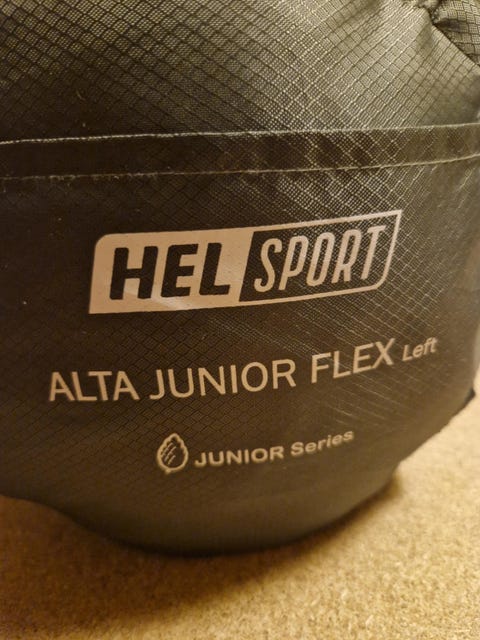 HELSPORT
ALTA JUNIOR FLEX Left
JUNIOR Series